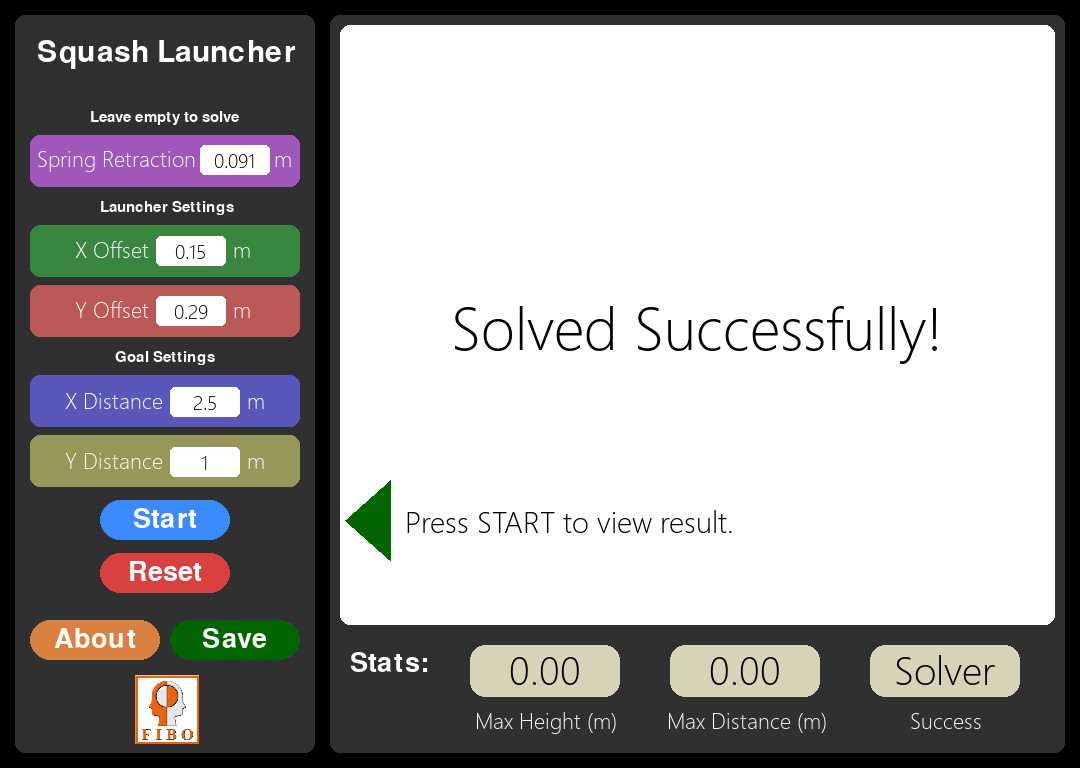 Squash Launcher
Leave empty to solve
Spring Retraction 0.091 m
Launcher Settings
X Offset 0.15 m
Y Offset 0.29 m
Goal Settings
X Distance 2.5 m
Y Distance 1 m
Start
Reset
About Save
FIBO
Solved Successfully!
Press START to view result.
Stats: 0.00 0.00 Solver
Max Height (m) Max Distance (m) Success